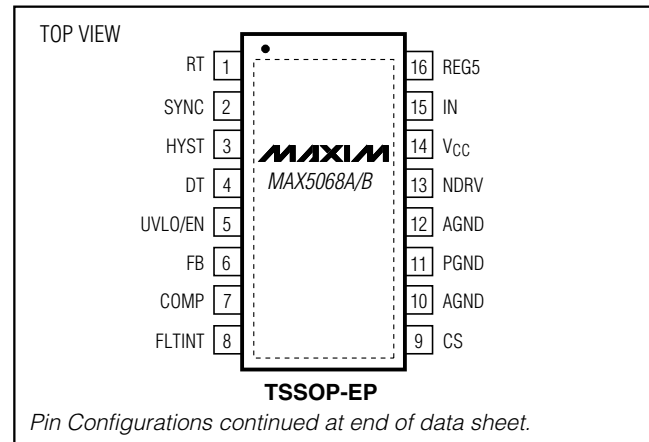 TOP VIEW
RT 1
SYNC 2
HYST 3
DT 4
UVLO/EN 5
FB 6
COMP 7
FLTINT 8
MAXIM
MAX5068A/B
16 REG5
15 IN
14 VCC
13 NDRV
12 AGND
11 PGND
10 AGND
9 CS
TSSOP-EP
Pin Configurations continued at end of data sheet.